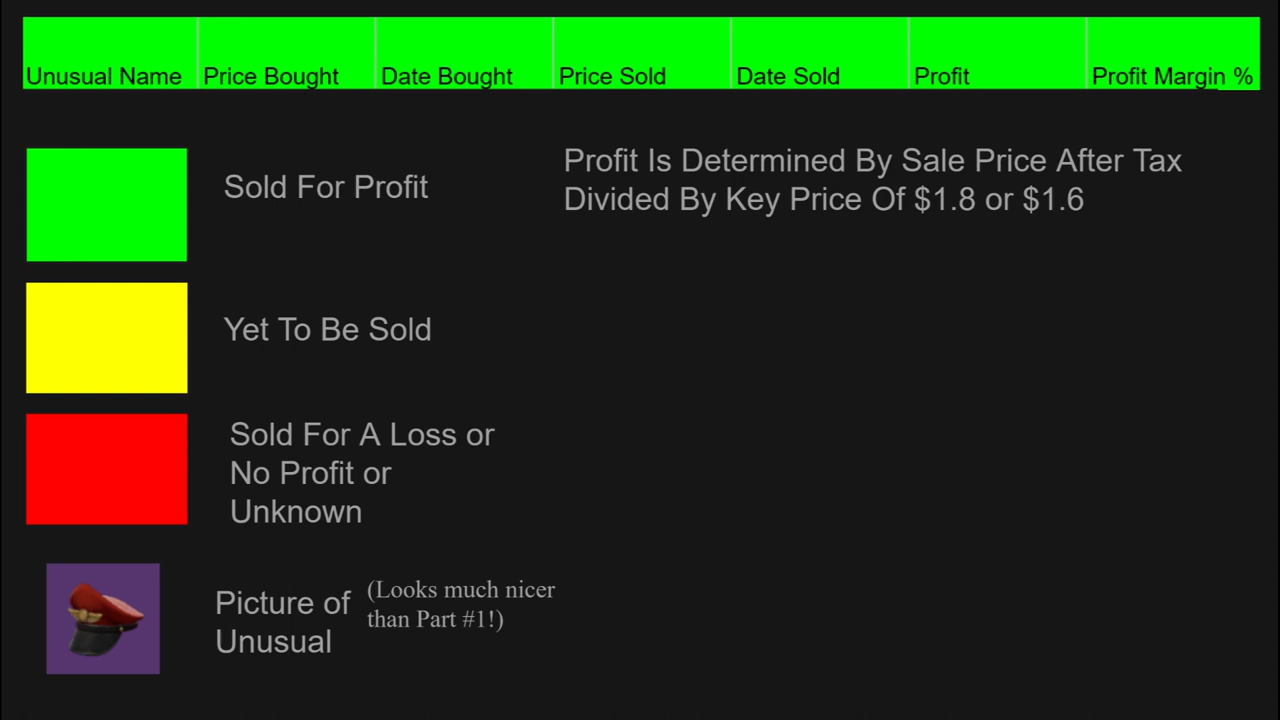 Unusual Name Price Bought Date Bought Price Sold Date Sold Profit Profit Margin %
Sold For Profit
Profit Is Determined By Sale Price After Tax
Divided By Key Price Of $1.8 or $1.6
Yet To Be Sold
Sold For A Loss or
No Profit or
Unknown
Picture of
Unusual
(Looks much nicer
than Part #1!)